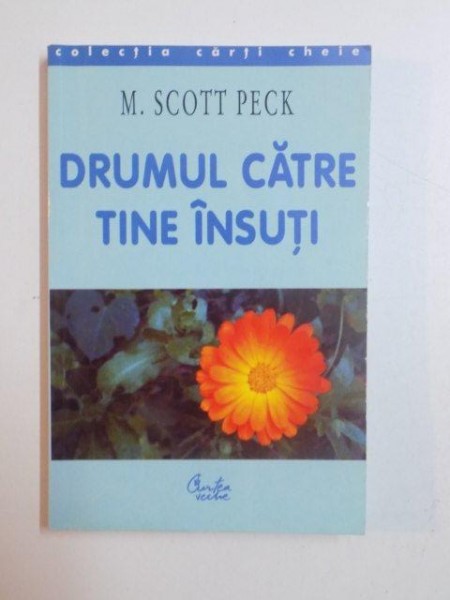 colecția cărți cheie
M. SCOTT PECK
DRUMUL CĂTRE
TINE ÎNSUȚI
Curtea
veche